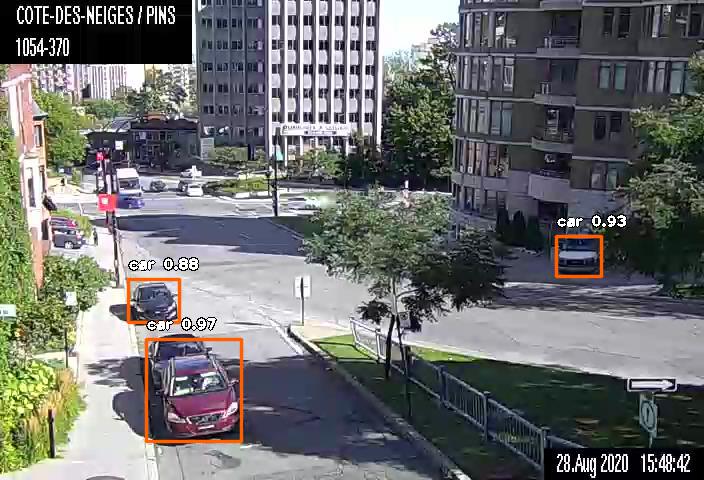 COTE-DES-NEIGES / PINS
1054-370
car 0.93
car 0.88
car 0.97
28.Aug 2020 15:48:42